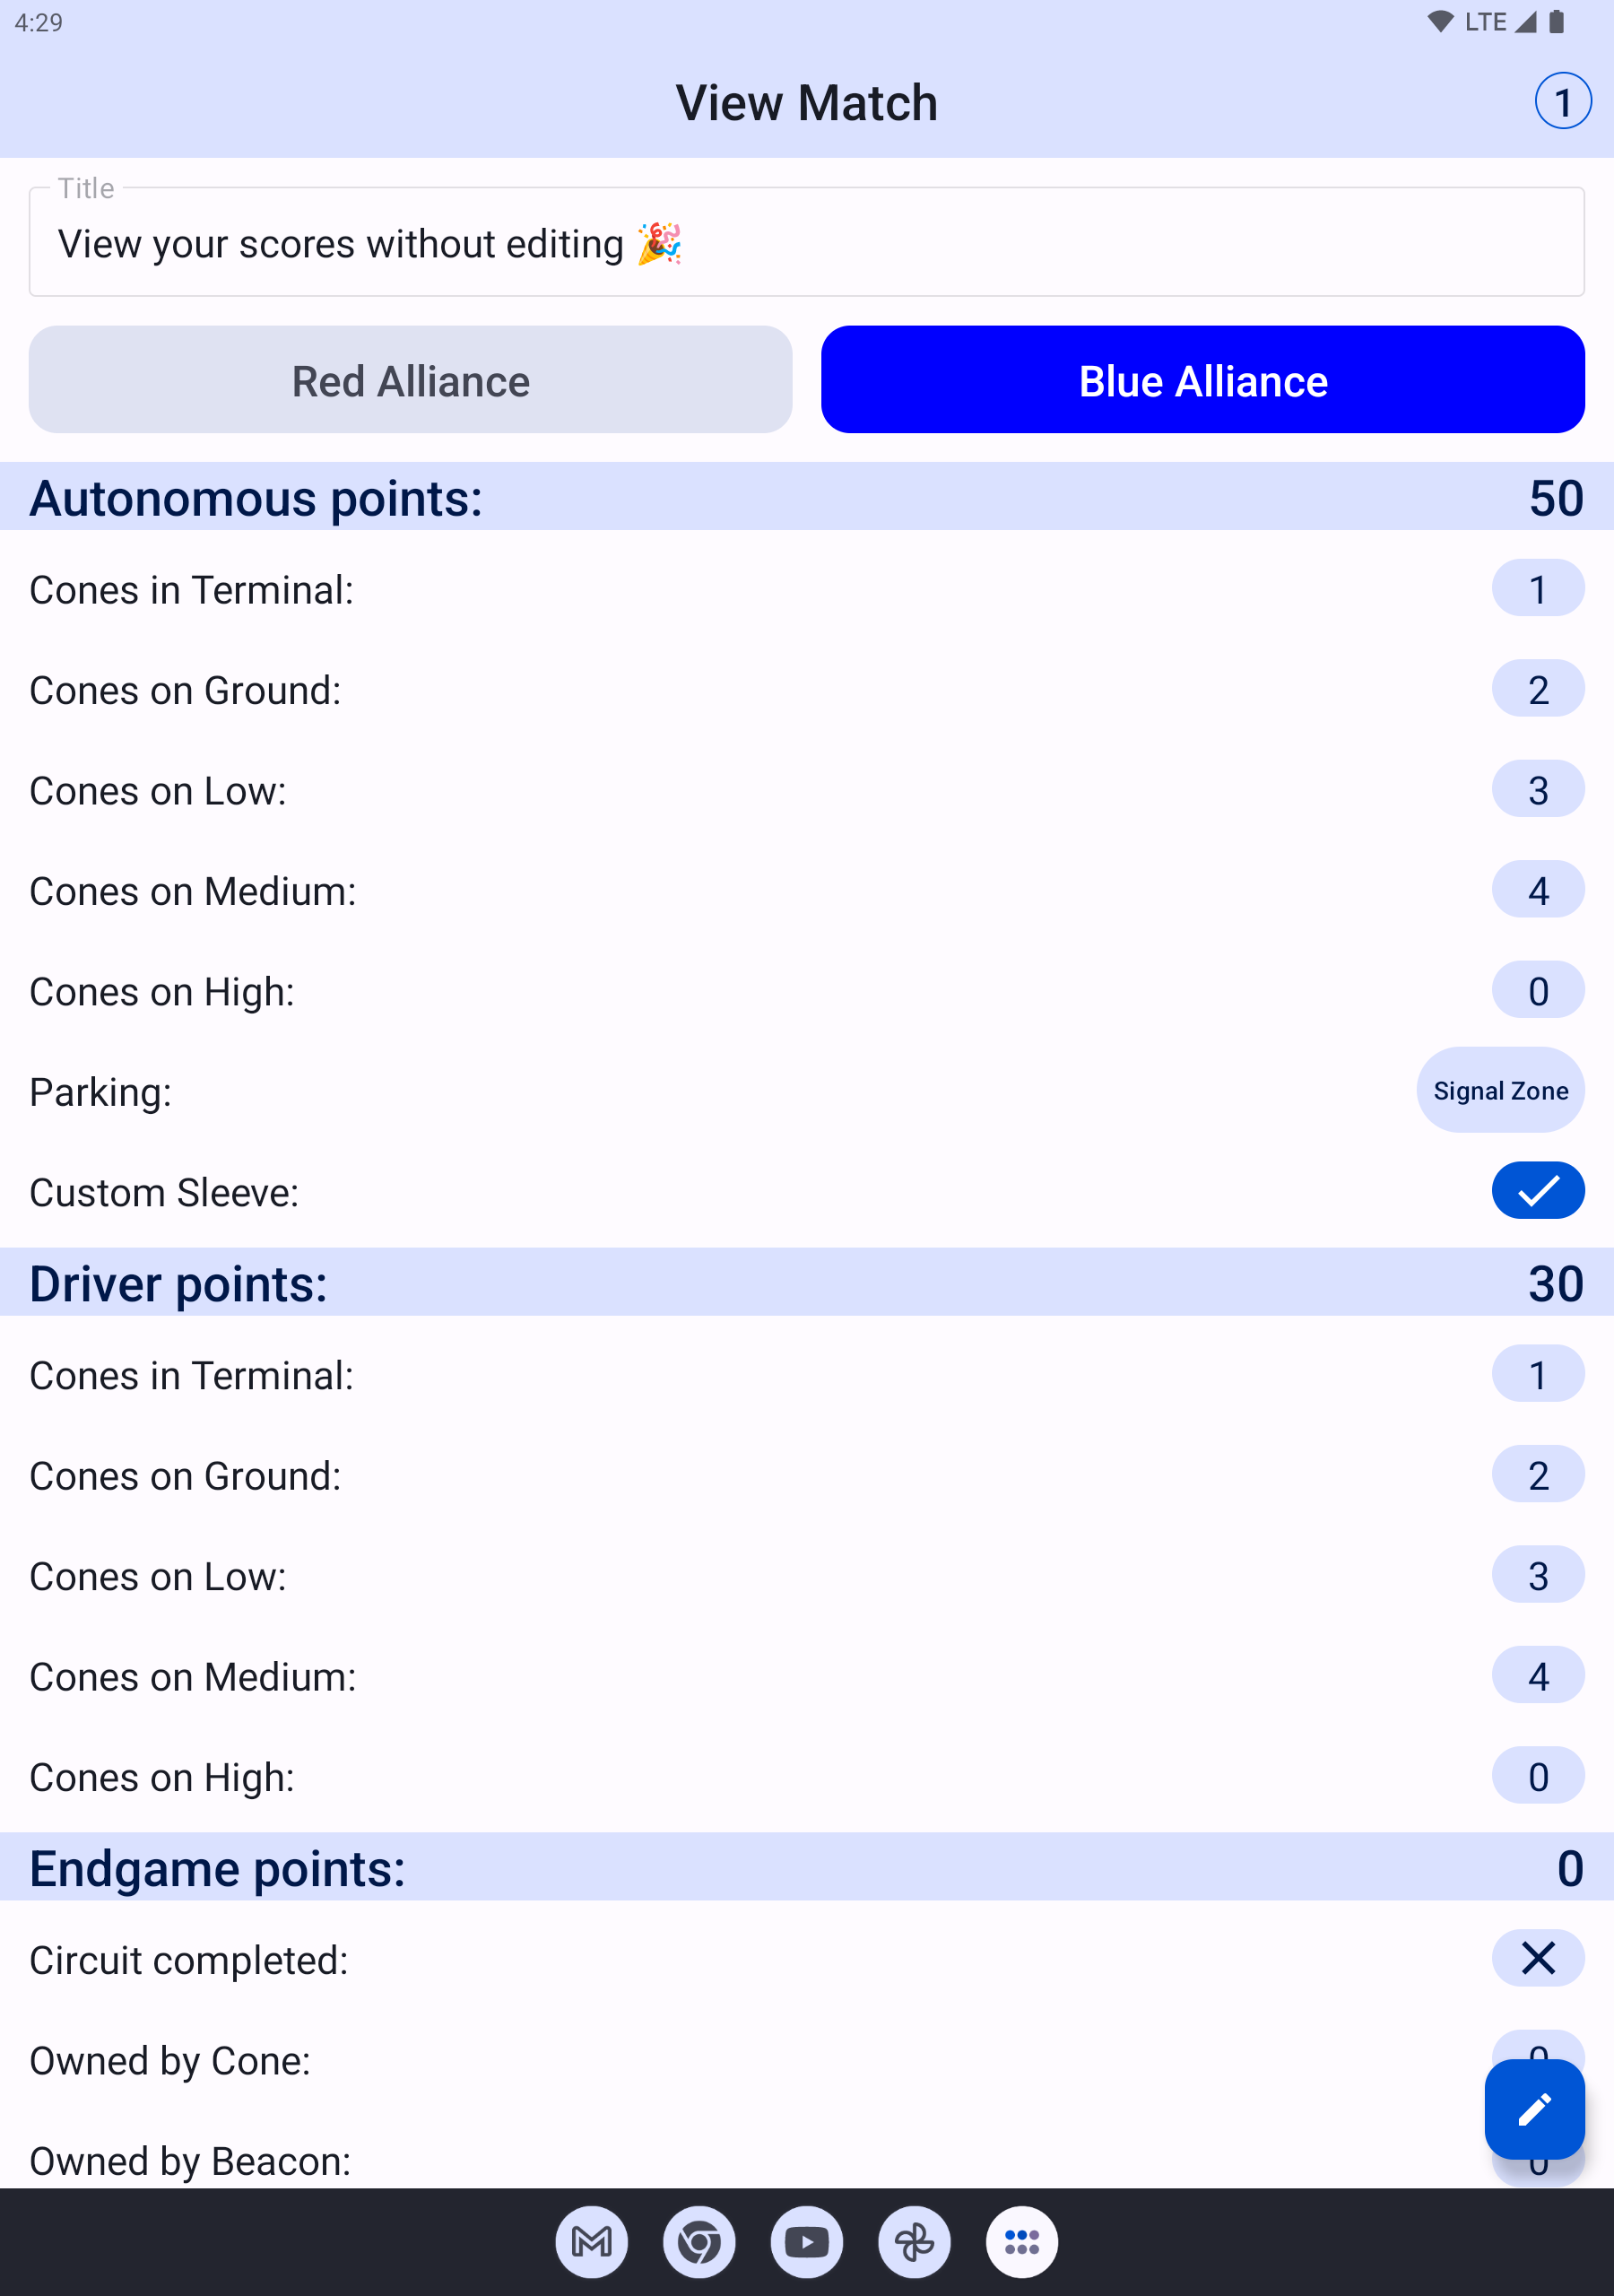 4:29 LTE
View Match 1
Title
View your scores without editing 🎉
Red Alliance Blue Alliance
Autonomous points: 50
Cones in Terminal: 1
Cones on Ground: 2
Cones on Low: 3
Cones on Medium: 4
Cones on High: 0
Parking: Signal Zone
Custom Sleeve:
Driver points: 30
Cones in Terminal: 1
Cones on Ground: 2
Cones on Low: 3
Cones on Medium: 4
Cones on High: 0
Endgame points: 0
Circuit completed:
Owned by Cone:
Owned by Beacon: